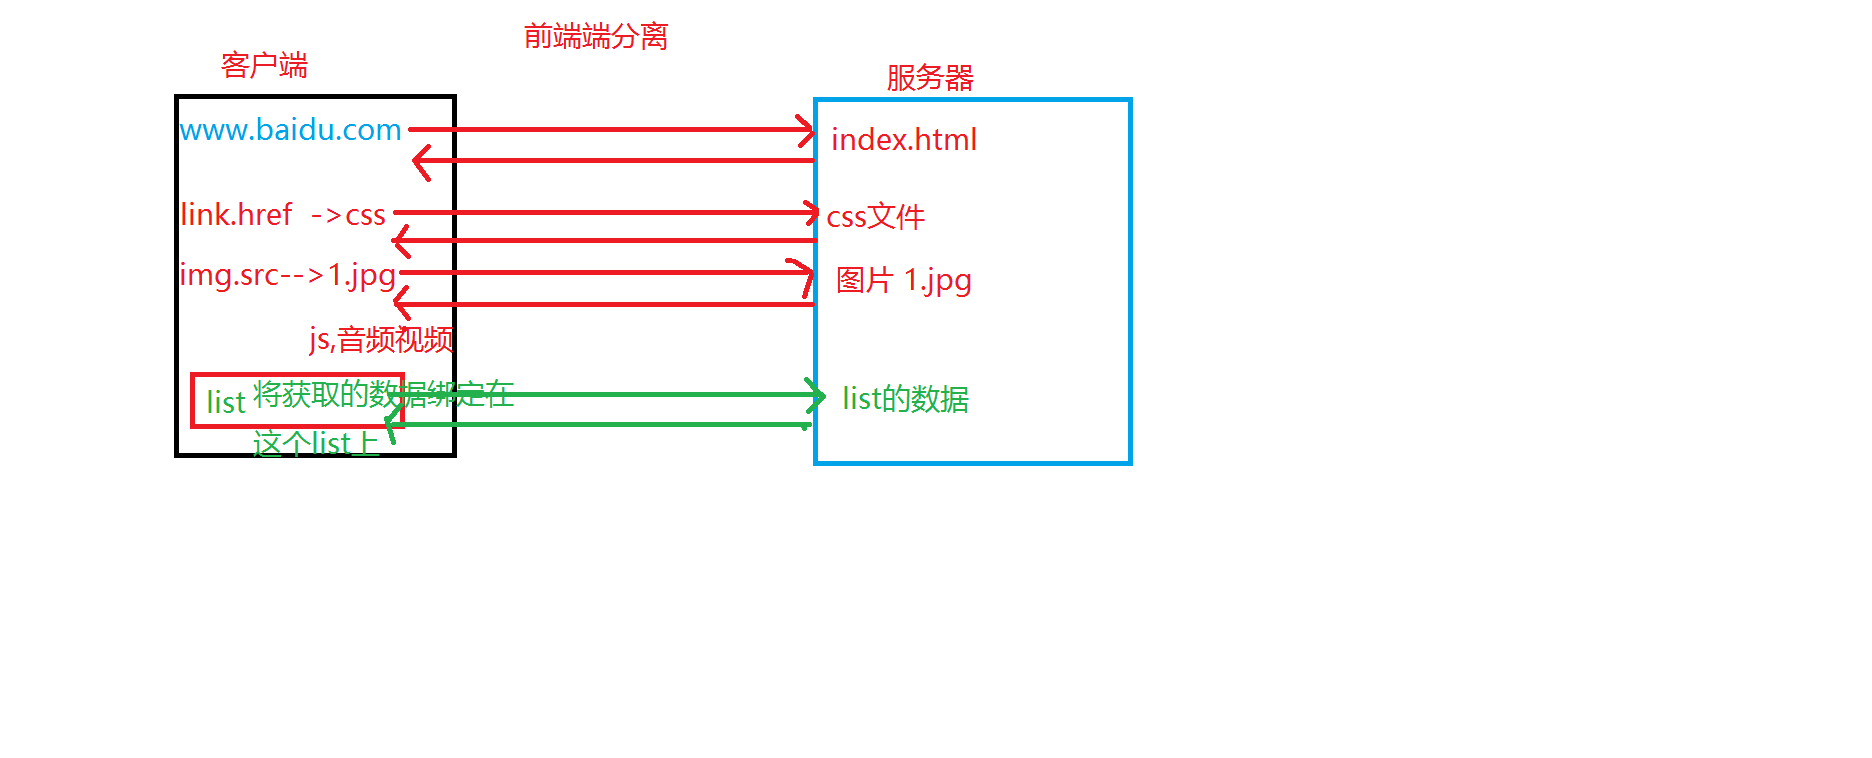 前端端分离
客户端
服务器
www.baidu.com
index.html
link.href ->css
css文件
img.src-->1.jpg
图片 1.jpg
js,音频视频
list
将获取的数据绑定在
这个list上
list的数据